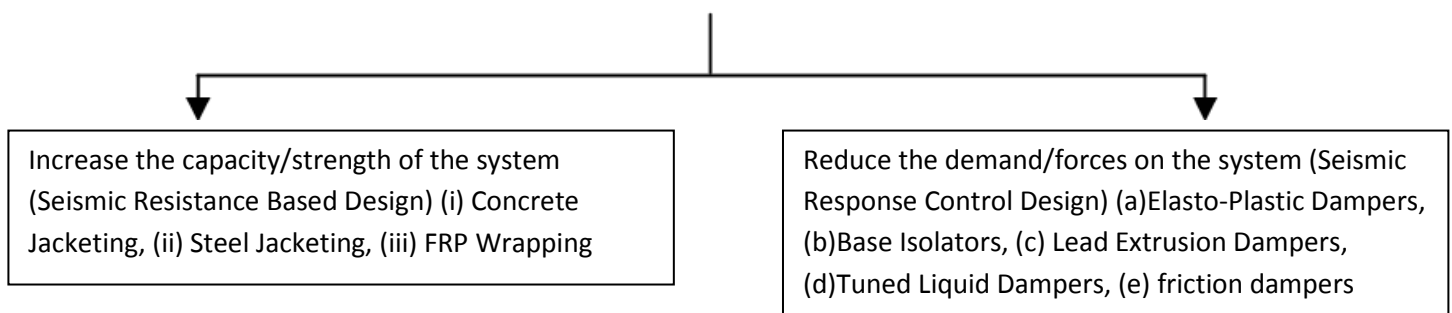 Increase the capacity/strength of the system
(Seismic Resistance Based Design) (i) Concrete
Jacketing, (ii) Steel Jacketing, (iii) FRP Wrapping
Reduce the demand/forces on the system (Seismic
Response Control Design) (a)Elasto-Plastic Dampers,
(b)Base Isolators, (c) Lead Extrusion Dampers,
(d)Tuned Liquid Dampers, (e) friction dampers